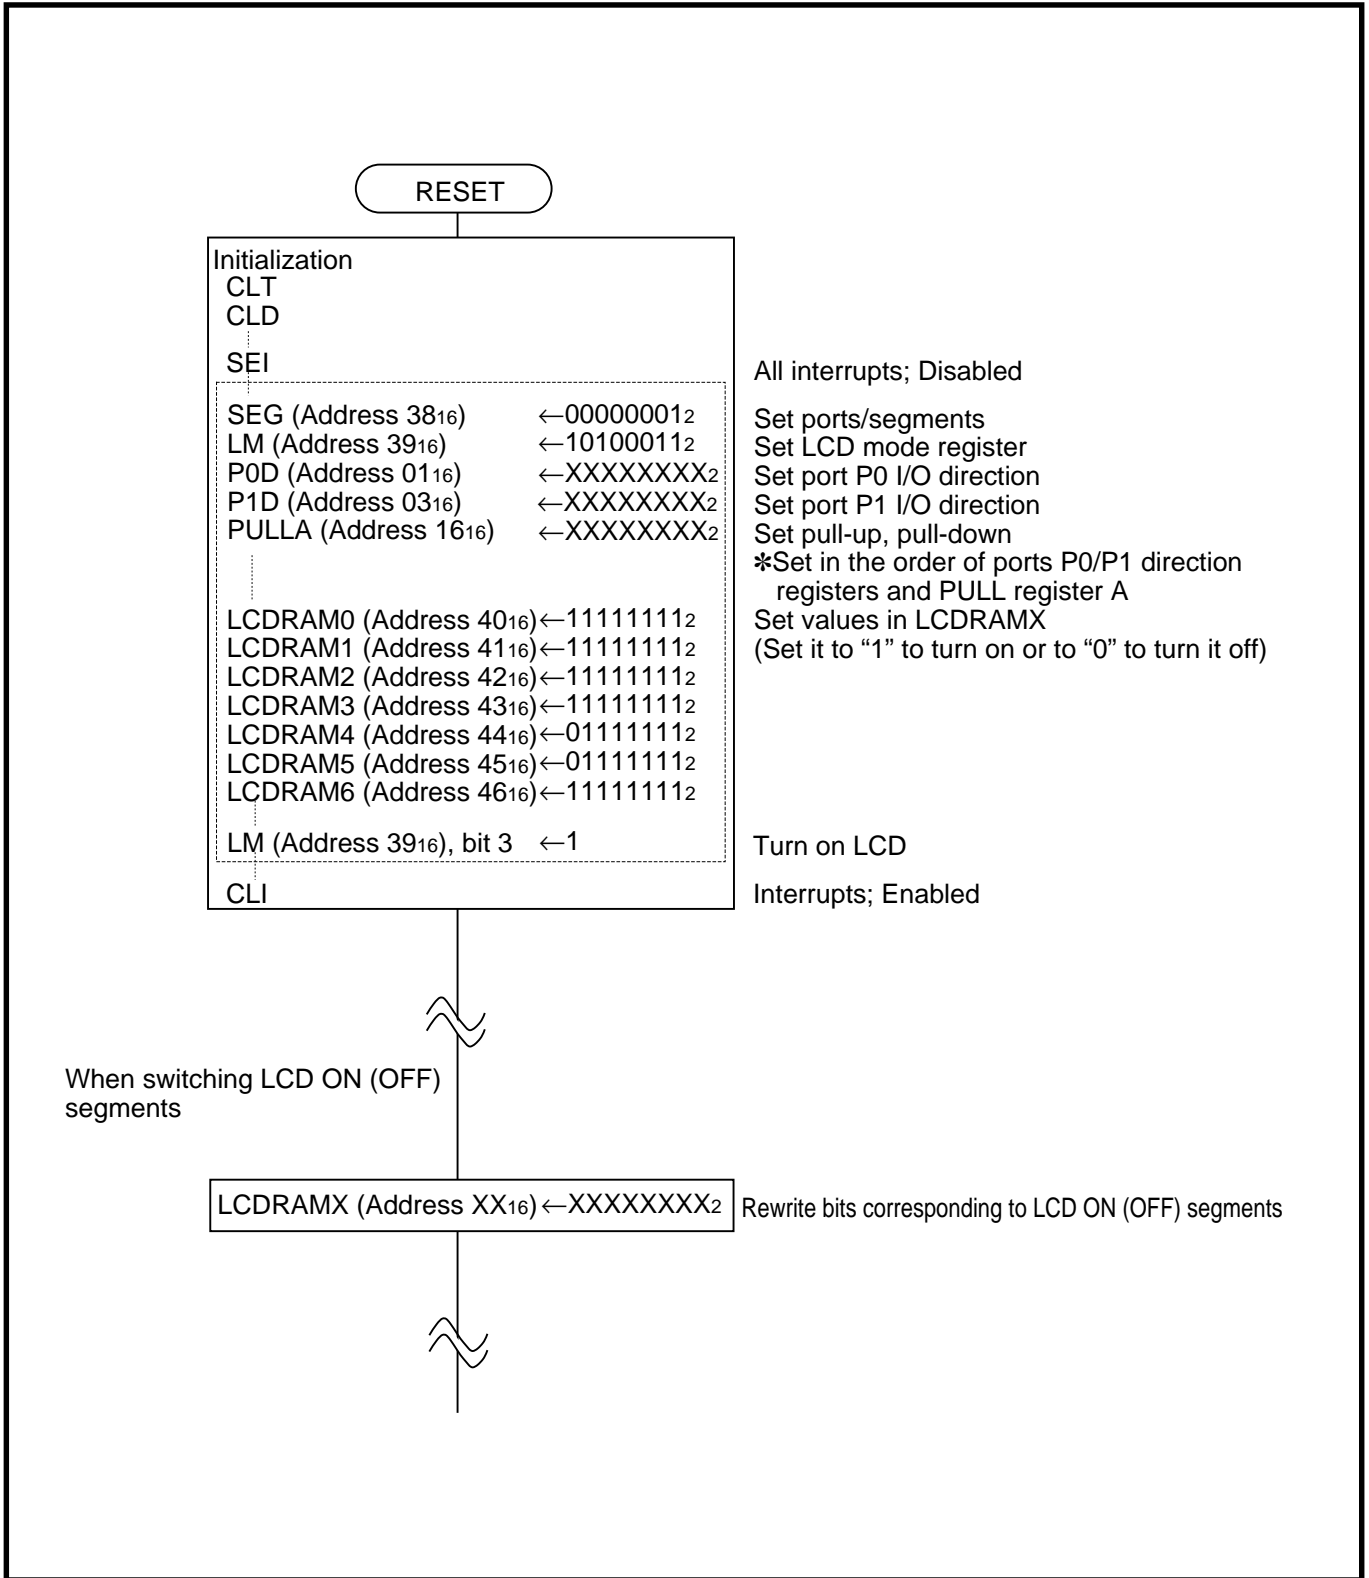 RESET
Initialization
CLT
CLD
SEI All interrupts; Disabled
SEG (Address 38₁₆) ←00000001₂ Set ports/segments
LM (Address 39₁₆) ←10100011₂ Set LCD mode register
P0D (Address 01₁₆) ←XXXXXXXX₂ Set port P0 I/O direction
P1D (Address 03₁₆) ←XXXXXXXX₂ Set port P1 I/O direction
PULLA (Address 16₁₆) ←XXXXXXXX₂ Set pull-up, pull-down
✻Set in the order of ports P0/P1 direction
registers and PULL register A
LCDRAM0 (Address 40₁₆)←11111111₂ Set values in LCDRAMX
LCDRAM1 (Address 41₁₆)←11111111₂ (Set it to “1” to turn on or to “0” to turn it off)
LCDRAM2 (Address 42₁₆)←11111111₂
LCDRAM3 (Address 43₁₆)←11111111₂
LCDRAM4 (Address 44₁₆)←01111111₂
LCDRAM5 (Address 45₁₆)←01111111₂
LCDRAM6 (Address 46₁₆)←11111111₂
LM (Address 39₁₆), bit 3 ←1 Turn on LCD
CLI Interrupts; Enabled
When switching LCD ON (OFF)
segments
LCDRAMX (Address XX₁₆)←XXXXXXXX₂ Rewrite bits corresponding to LCD ON (OFF) segments